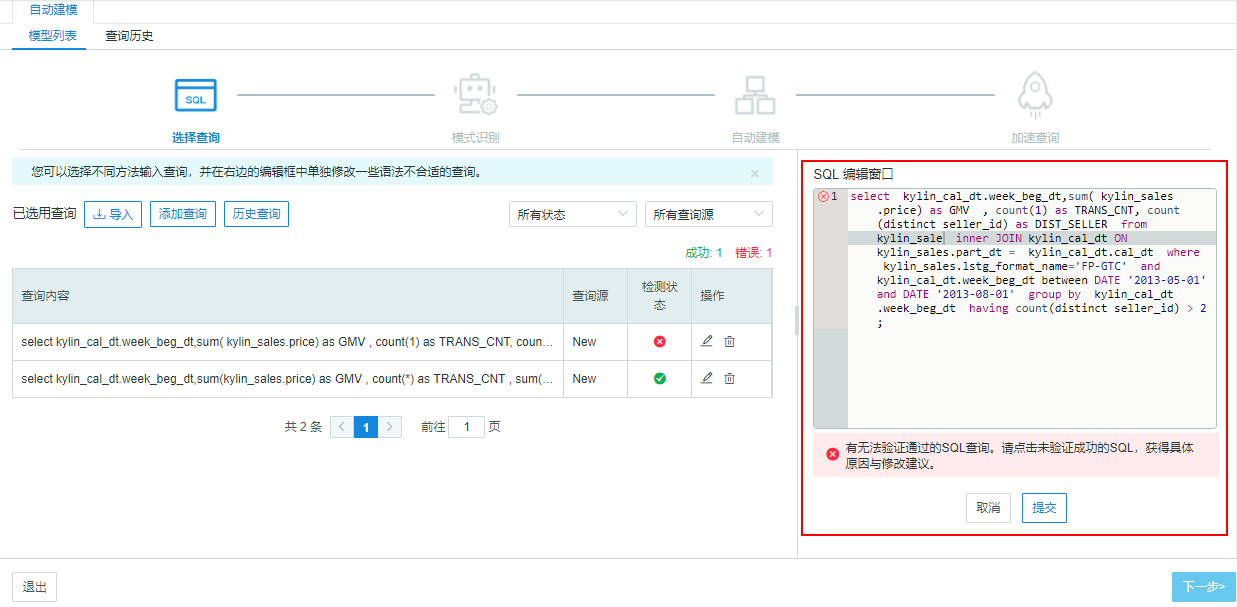 自动建模
模型列表 查询历史
SQL
选择查询 模式识别 自动建模 加速查询
您可以选择不同方法输入查询，并在右边的编辑框中单独修改一些语法不合适的查询。
已选用查询 导入 添加查询 历史查询 所有状态 所有查询源
成功: 1 错误: 1
查询内容 查询源 检测状态 操作
select kylin_cal_dt.week_beg_dt,sum( kylin_sales.price) as GMV , count(1) as TRANS_CNT, coun... New
select kylin_cal_dt.week_beg_dt,sum(kylin_sales.price) as GMV , count(*) as TRANS_CNT , sum(... New
共 2 条 < 1 > 前往 1 页
SQL 编辑窗口
1 select kylin_cal_dt.week_beg_dt,sum( kylin_sales
.price) as GMV , count(1) as TRANS_CNT, count
(distinct seller_id) as DIST_SELLER from
kylin_sale inner JOIN kylin_cal_dt ON
kylin_sales.part_dt = kylin_cal_dt.cal_dt where
kylin_sales.lstg_format_name='FP-GTC' and
kylin_cal_dt.week_beg_dt between DATE '2013-05-01'
and DATE '2013-08-01' group by kylin_cal_dt
.week_beg_dt having count(distinct seller_id) > 2
;
有无法验证通过的SQL查询。请点击未验证成功的SQL，获得具体
原因与修改建议。
取消 提交
退出 下一步>